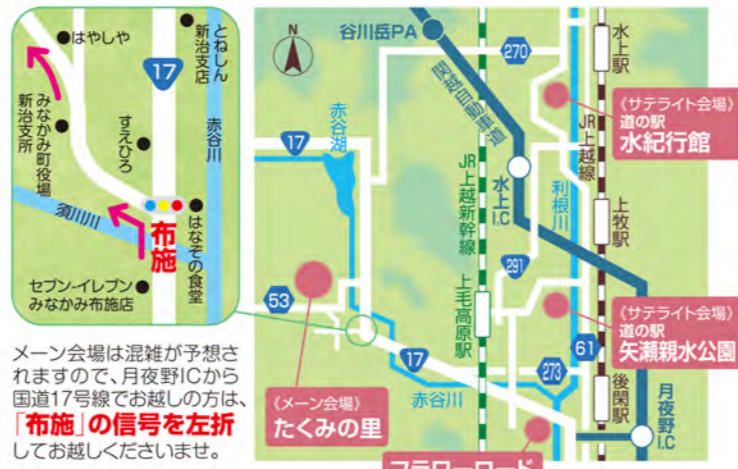 はやしや
とねしん
新治支店
17
みなかみ町役場
新治支所
すえひろ
赤谷川
須川川
布施
はなぞの食堂
セブン-イレブン
みなかみ布施店
メーン会場は混雑が予想さ
れますので、月夜野ICから
国道17号線でお越しの方は、
「布施」の信号を左折
してお越しくださいませ。
N
谷川岳PA
関越自動車道
270
水上駅
17
赤谷湖
JR上越新幹線
水上I.C
利根川
JR上越線
《サテライト会場》
道の駅
水紀行館
上牧駅
291
53
上毛高原駅
《サテライト会場》
道の駅
矢瀬親水公園
61
17
273
赤谷川
後閑駅
月夜野I.C
《メーン会場》
たくみの里
フラワーロード